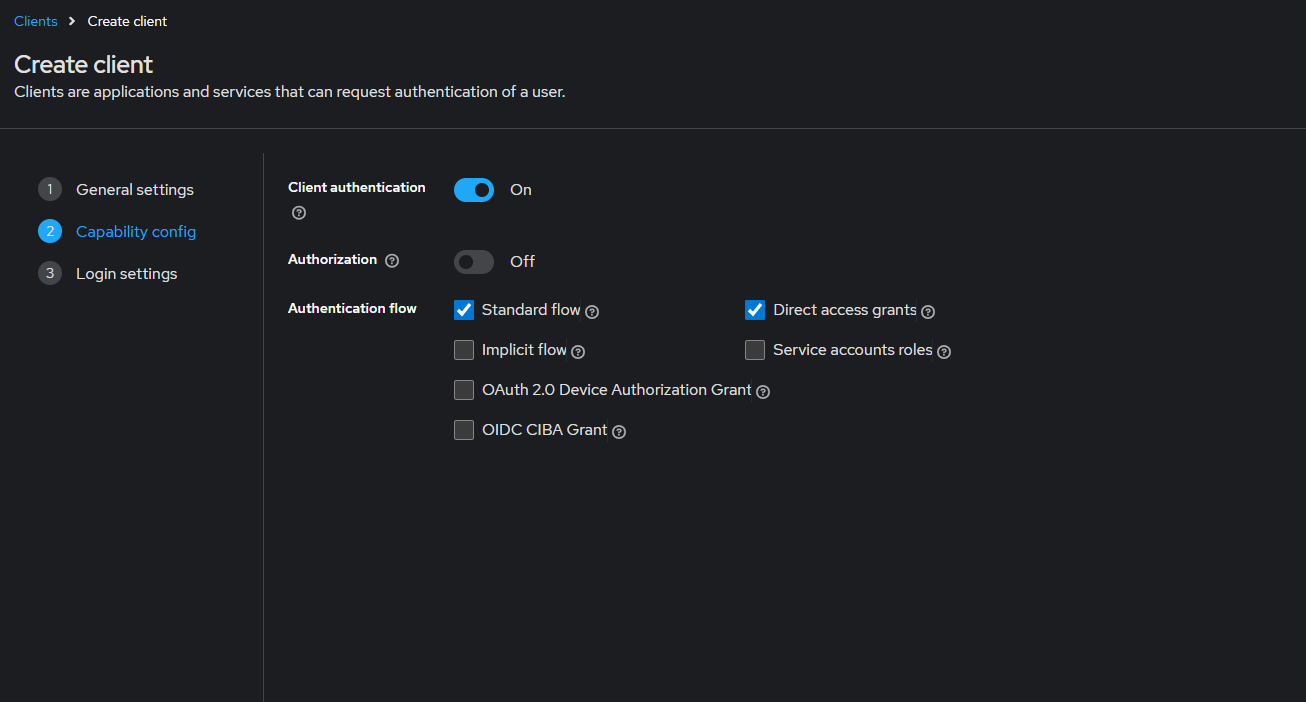 Clients > Create client
Create client
Clients are applications and services that can request authentication of a user.
1 General settings
2 Capability config
3 Login settings
Client authentication On
Authorization Off
Authentication flow Standard flow Direct access grants
Implicit flow Service accounts roles
OAuth 2.0 Device Authorization Grant
OIDC CIBA Grant